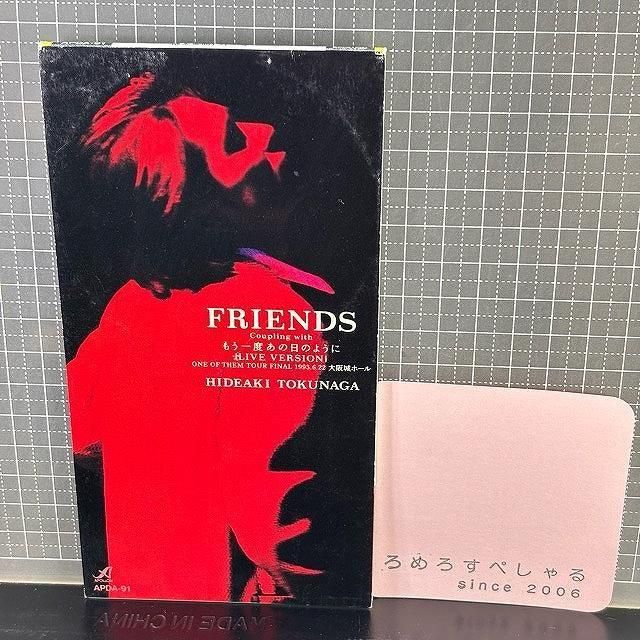 FRIENDS
Coupling with
もう一度あの日のように
[LIVE VERSION]
ONE OF THEM TOUR FINAL 1993.6.22 大阪城ホール
HIDEAKI TOKUNAGA
APOLLON
APDA-91
ろめろすぺしゃる
since 2006
MADE IN CHINA